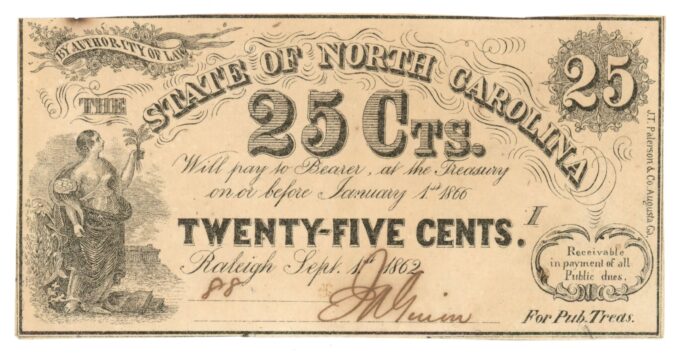 BY AUTHORITY OF LAW
THE
STATE OF NORTH CAROLINA
25
25 CTS.
Will pay to Bearer, at the Treasury
on or before January 1st 1866
I
TWENTY-FIVE CENTS.
Raleigh Sept. 1st 1862
88
Receivable
in payment of all
Public dues.
For Pub. Treas.
J.T. Paterson & Co. Augusta Ga.